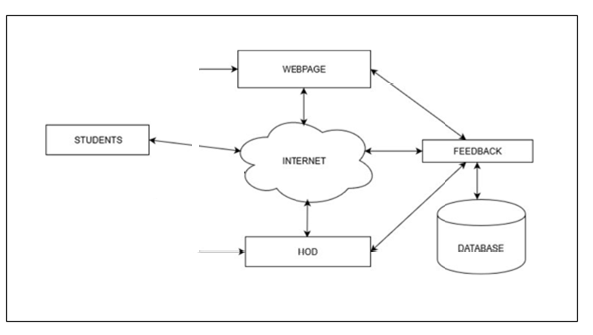 WEBPAGE
STUDENTS
INTERNET
FEEDBACK
HOD
DATABASE